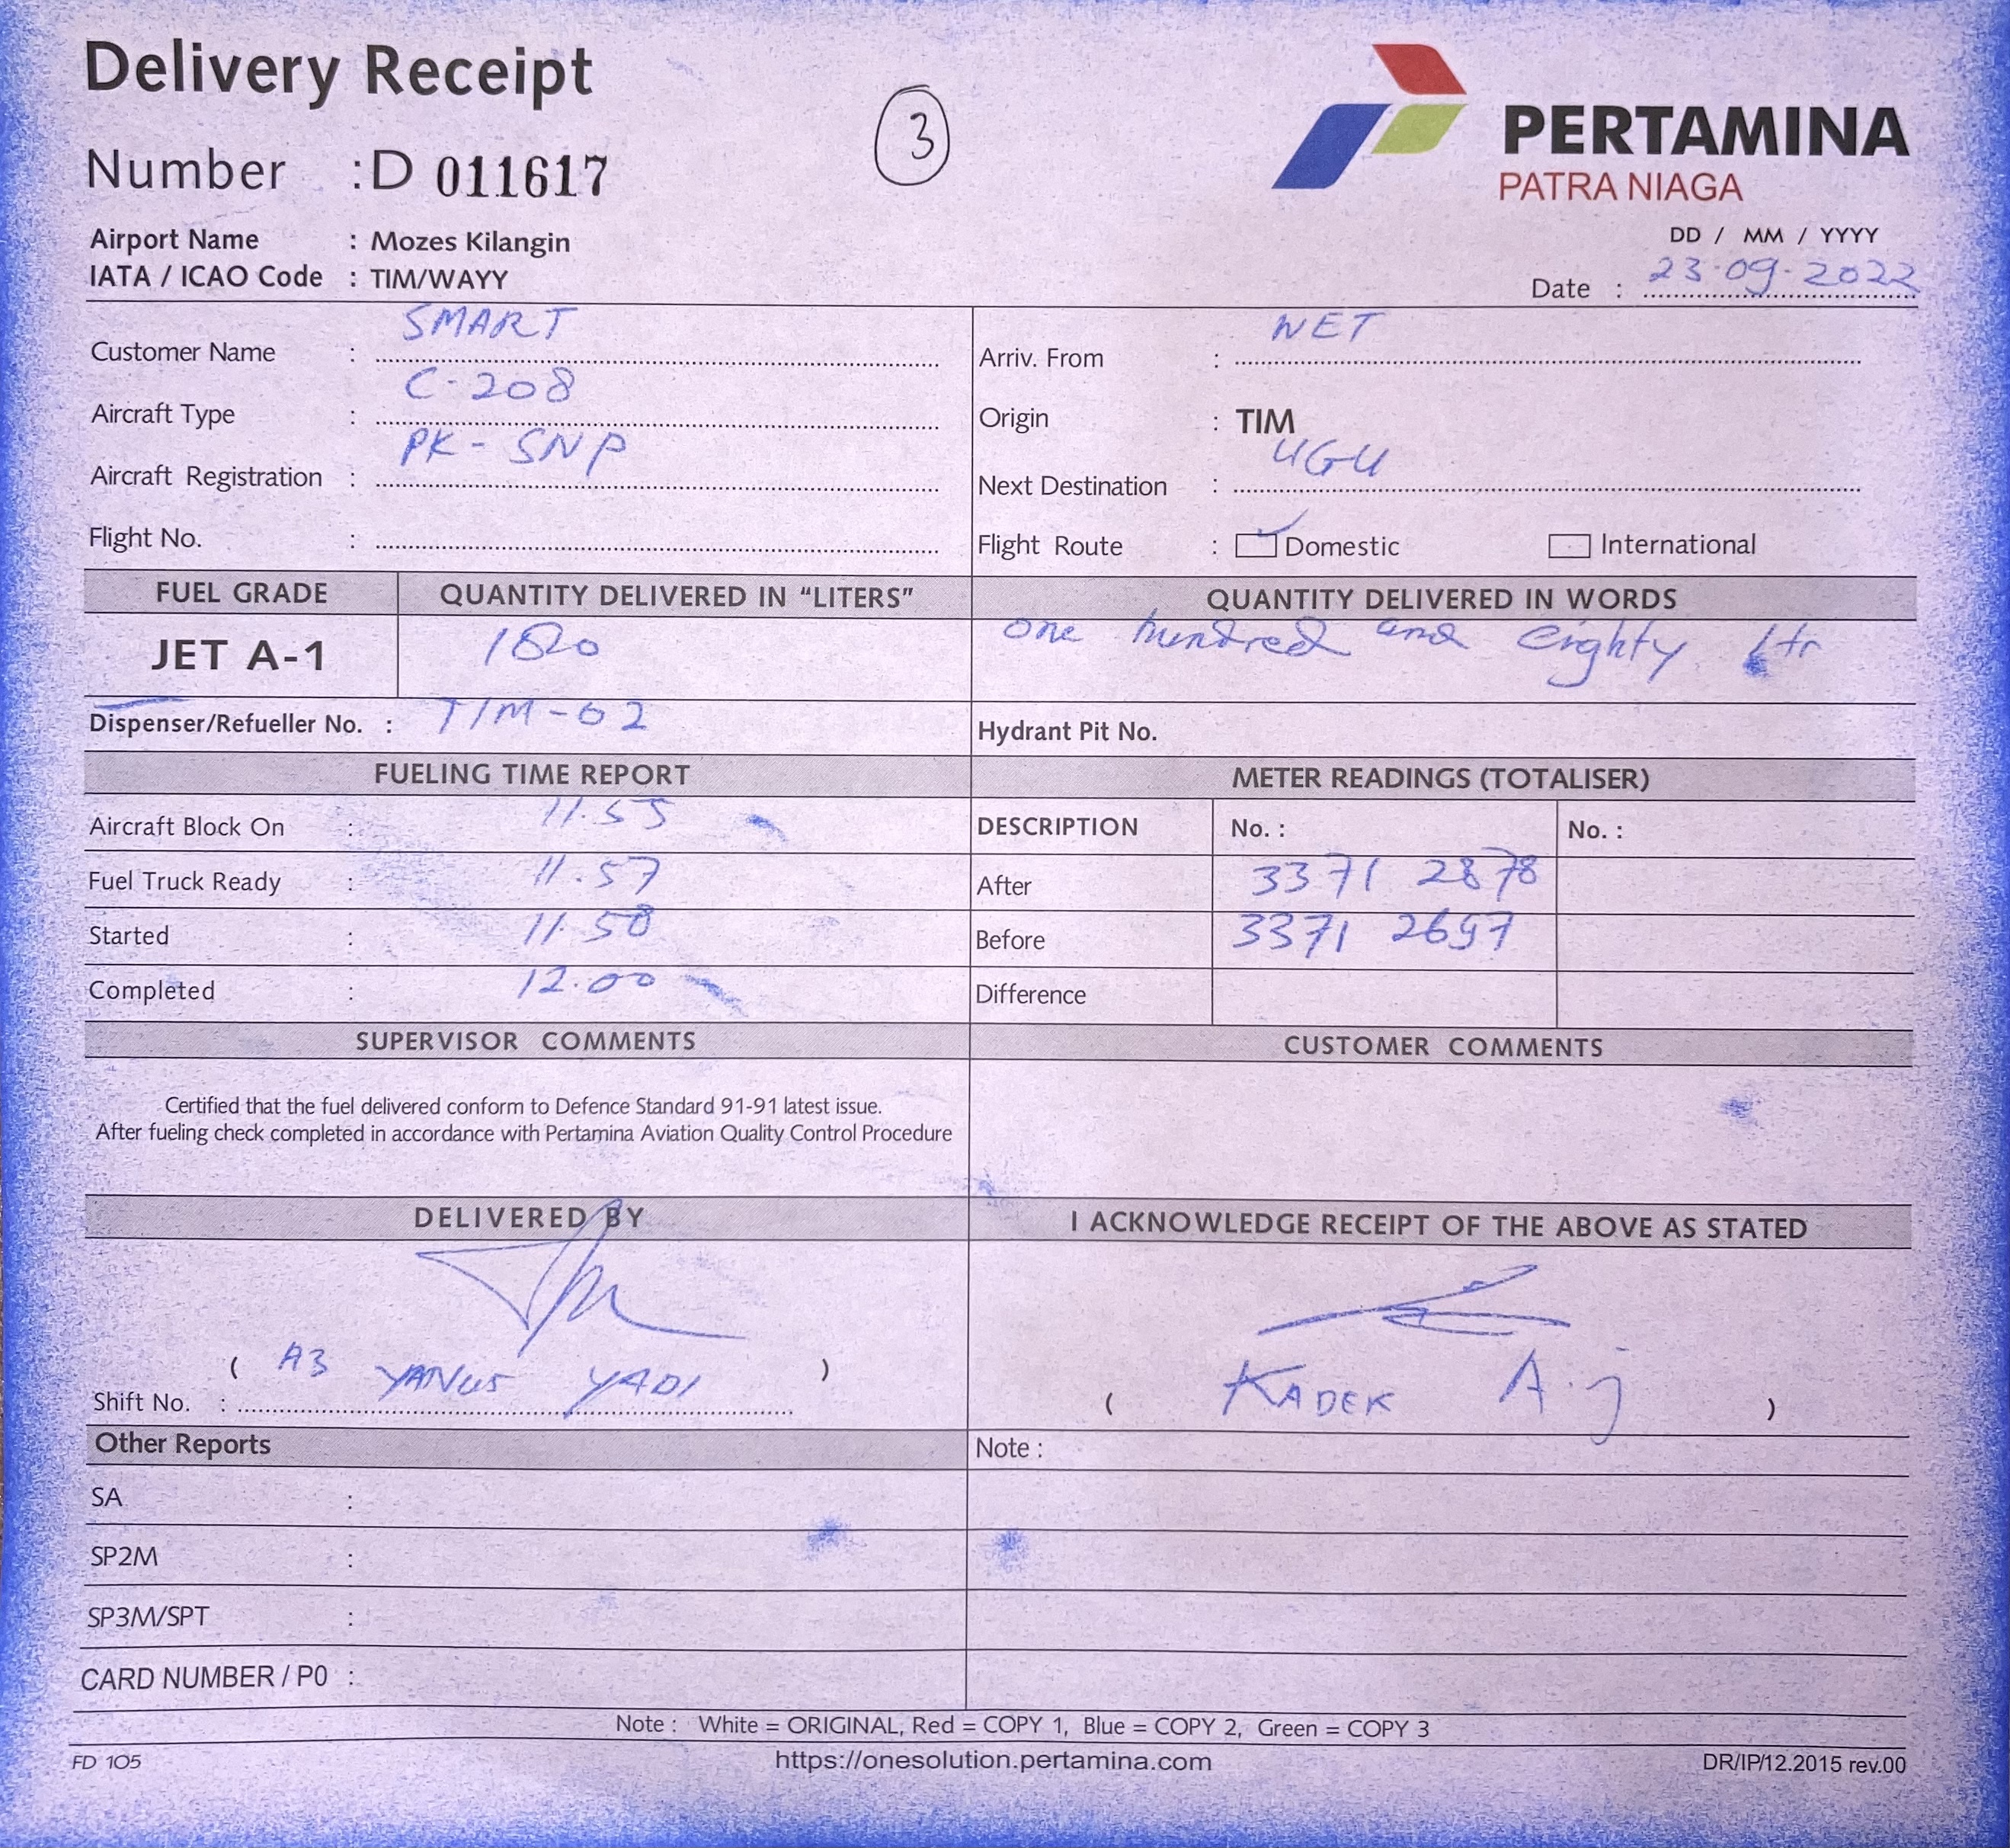 Delivery Receipt
3
PERTAMINA
PATRA NIAGA
Number : D 011617
Airport Name : Mozes Kilangin
IATA / ICAO Code : TIM/WAYY
DD / MM / YYYY
Date : 23-09-2022
Customer Name : SMART
Arriv. From : WET
Aircraft Type : C-208
Origin : TIM
Aircraft Registration : PK-SNP
Next Destination : UGU
Flight No. :
Flight Route : Domestic International
FUEL GRADE QUANTITY DELIVERED IN "LITERS" QUANTITY DELIVERED IN WORDS
JET A-1 180 one hundred and eighty ltr
Dispenser/Refueller No. : TIM-02 Hydrant Pit No.
FUELING TIME REPORT METER READINGS (TOTALISER)
Aircraft Block On : 11.55 DESCRIPTION No. : No. :
Fuel Truck Ready : 11.57 After 3371 2878
Started : 11.58 Before 3371 2697
Completed : 12.00 Difference
SUPERVISOR COMMENTS CUSTOMER COMMENTS
Certified that the fuel delivered conform to Defence Standard 91-91 latest issue.
After fueling check completed in accordance with Pertamina Aviation Quality Control Procedure
DELIVERED BY I ACKNOWLEDGE RECEIPT OF THE ABOVE AS STATED
( A3 YANUS YADI ) ( KADEK A.j )
Shift No. :
Other Reports Note :
SA :
SP2M :
SP3M/SPT :
CARD NUMBER / P0 :
Note : White = ORIGINAL, Red = COPY 1, Blue = COPY 2, Green = COPY 3
FD 105 https://onesolution.pertamina.com DR/IP/12.2015 rev.00